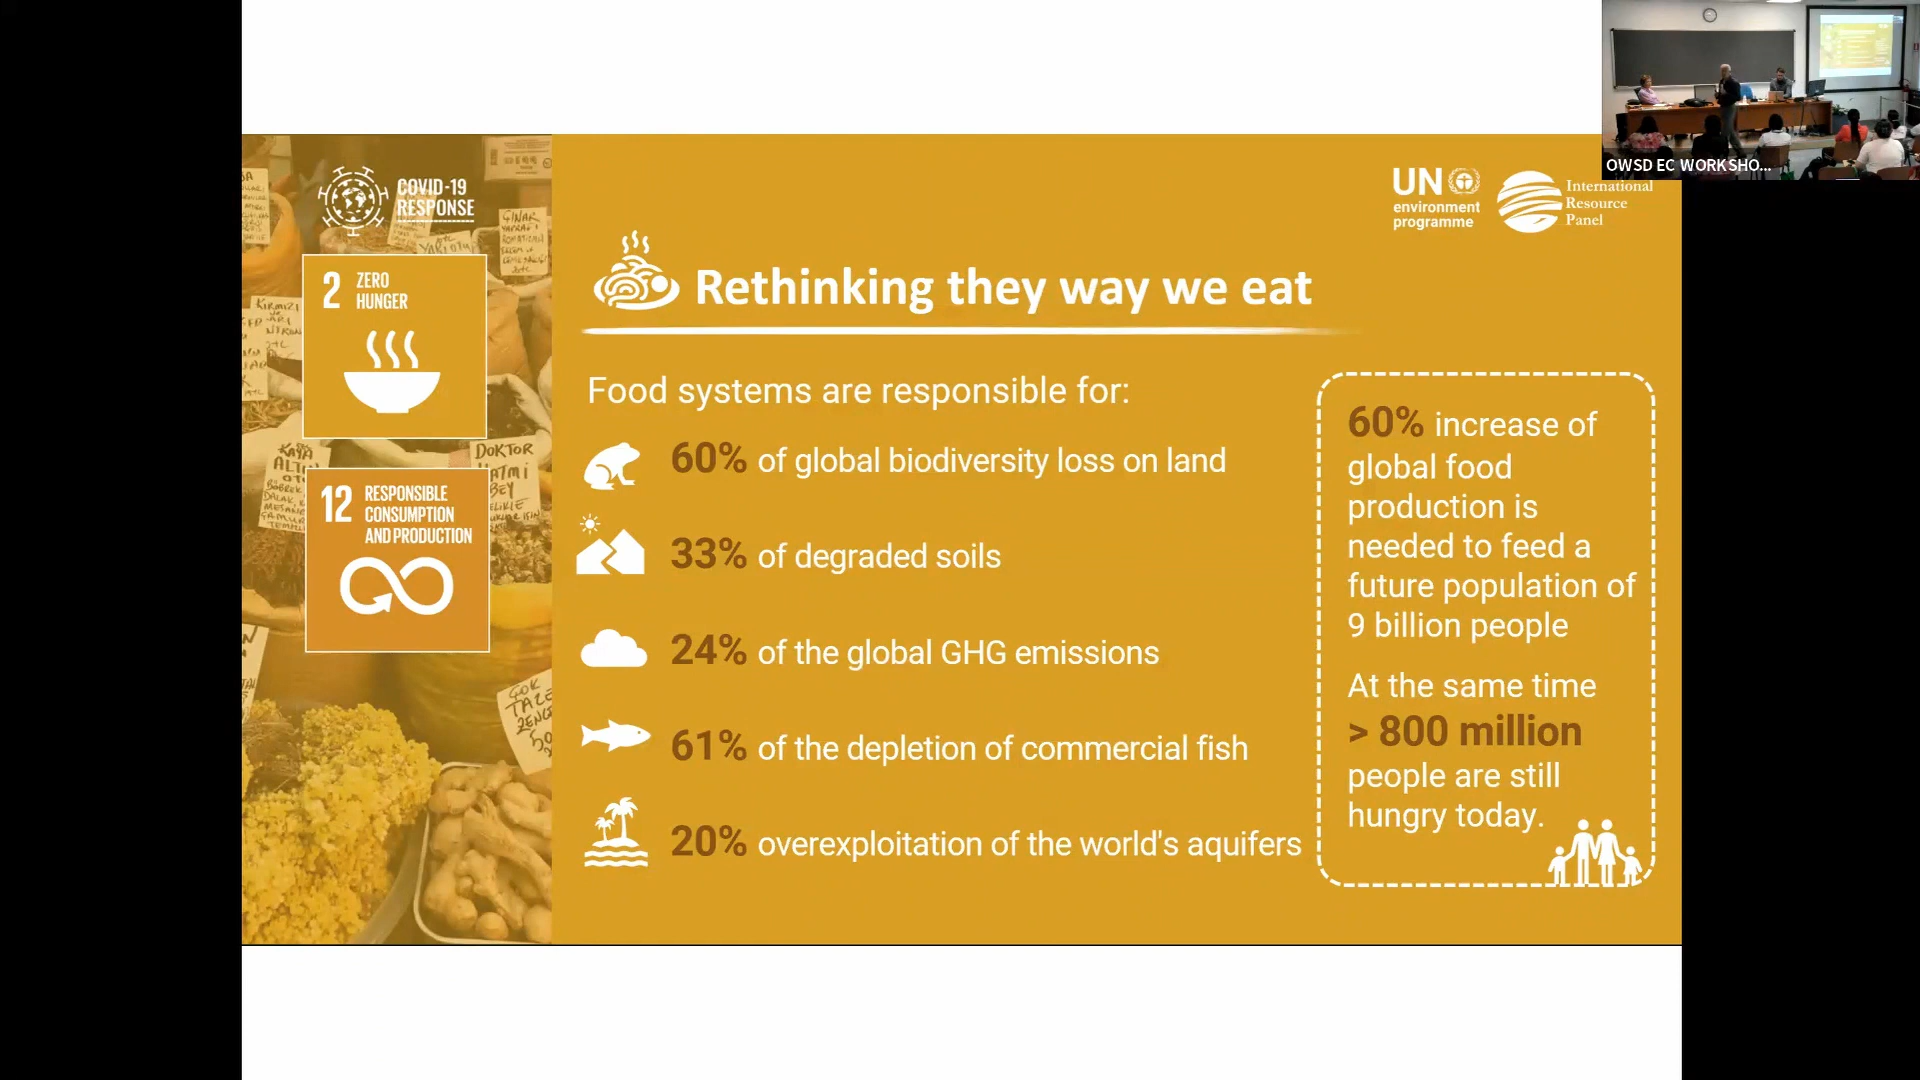 OWSD EC WORKSHO...
COVID-19
RESPONSE
UN
environment
programme
International
Resource
Panel
2 ZERO
HUNGER
12 RESPONSIBLE
CONSUMPTION
AND PRODUCTION
Rethinking they way we eat
Food systems are responsible for:
60% of global biodiversity loss on land
33% of degraded soils
24% of the global GHG emissions
61% of the depletion of commercial fish
20% overexploitation of the world's aquifers
60% increase of
global food
production is
needed to feed a
future population of
9 billion people
At the same time
> 800 million
people are still
hungry today.
KIRMIZI
DOKTOR
BEY